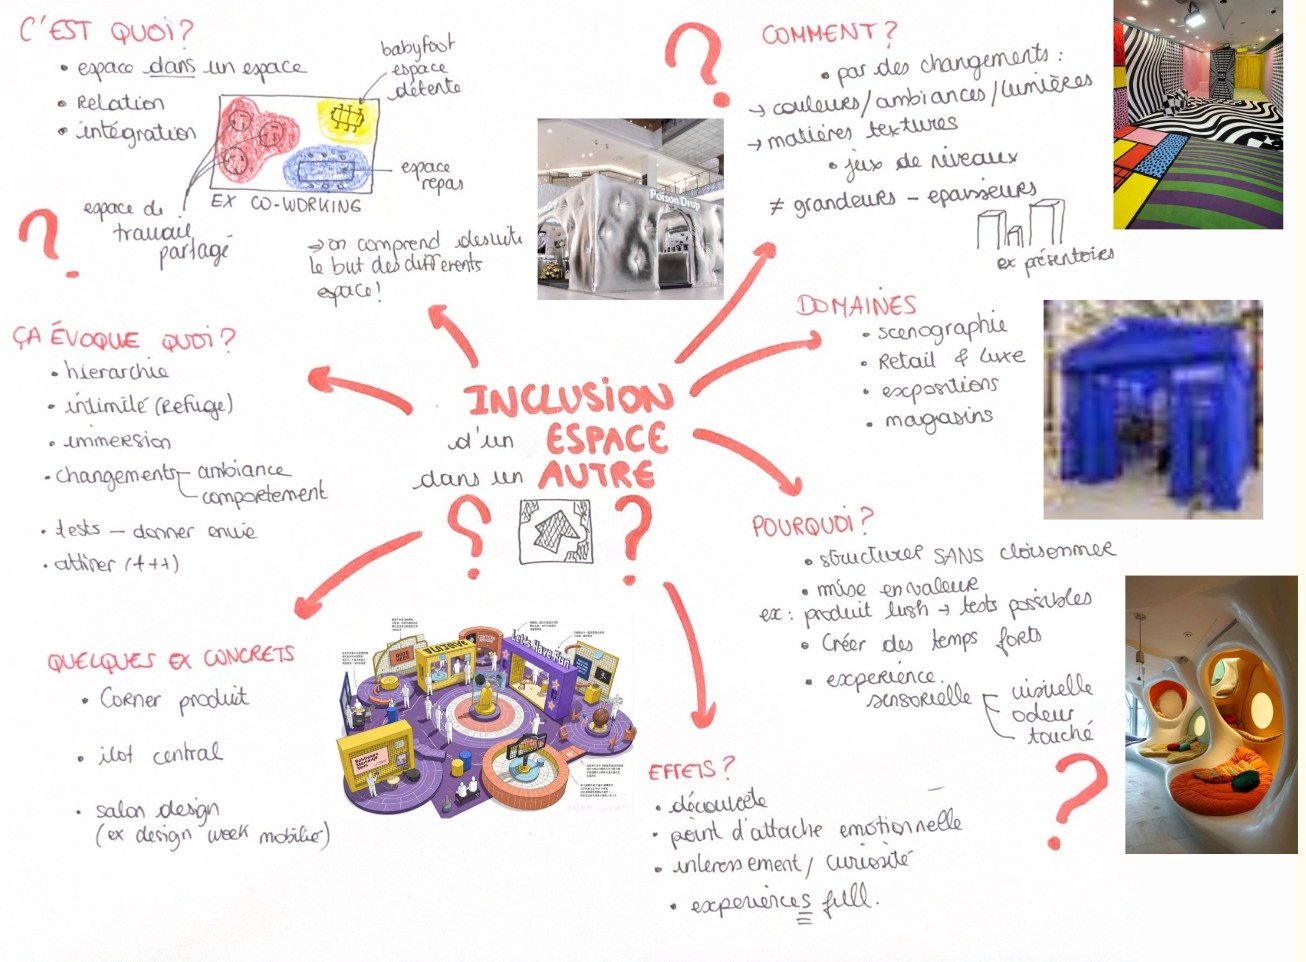 C'EST QUOI?
• espace dans un espace
• Relation
• intégration
babyfoot
espace
détente
espace
repas
EX CO-WORKING
espace de
travail
partagé
→ on comprend desuite
le but des differents
espace!
ÇA ÉVOQUE QUOI?
• hierarchie
• intimité (Refuge)
• immersion
• changements
ambiance
comportement
• tests — donner envie
• attirer (+++)
QUELQUES EX CONCRETS
• Corner produit
• ilot central
• salon design
(ex design week mobilier)
INCLUSION
d'un ESPACE
dans un AUTRE
? ?
Poison Drop
Let's Have Fun
COMMENT?
• par des changements :
→ couleurs/ambiances/lumières
→ matières textures
• jeux de niveaux
≠ grandeurs - epaisseurs
ex présentoires
DOMAINES
• scenographie
• Retail & luxe
• expositions
• magasins
POURQUOI?
• structurer SANS cloisonner
• mise en valeur
ex: produit lush → tests possibles
• Créer des temps forts
• expérience
sensorielle
visuelle
odeur
touché
EFFETS?
• découverte
• point d'attache emotionnelle
• interessement / curiosité
• experiences full.